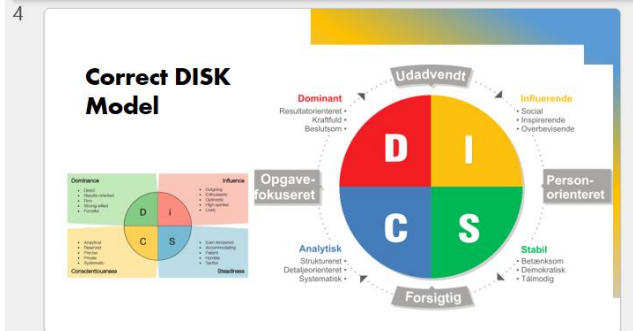 4
Correct DISK
Model
Udadvendt
Dominant
Resultatorienteret •
Kraftfuld •
Beslutsom •
Influerende
• Social
• Inspirerende
• Overbevisende
D
I
C
S
Opgave-
fokuseret
Person-
orienteret
Analytisk
Struktureret •
Detaljeorienteret •
Systematisk •
Stabil
• Betænksom
• Demokratisk
• Tålmodig
Forsigtig
Dominance
• Direct
• Results-oriented
• Firm
• Strong-willed
• Forceful
Influence
• Outgoing
• Enthusiastic
• Optimistic
• High-spirited
• Lively
D
i
C
S
• Analytical
• Reserved
• Precise
• Private
• Systematic
Conscientiousness
• Even-tempered
• Accommodating
• Patient
• Humble
• Tactful
Steadiness